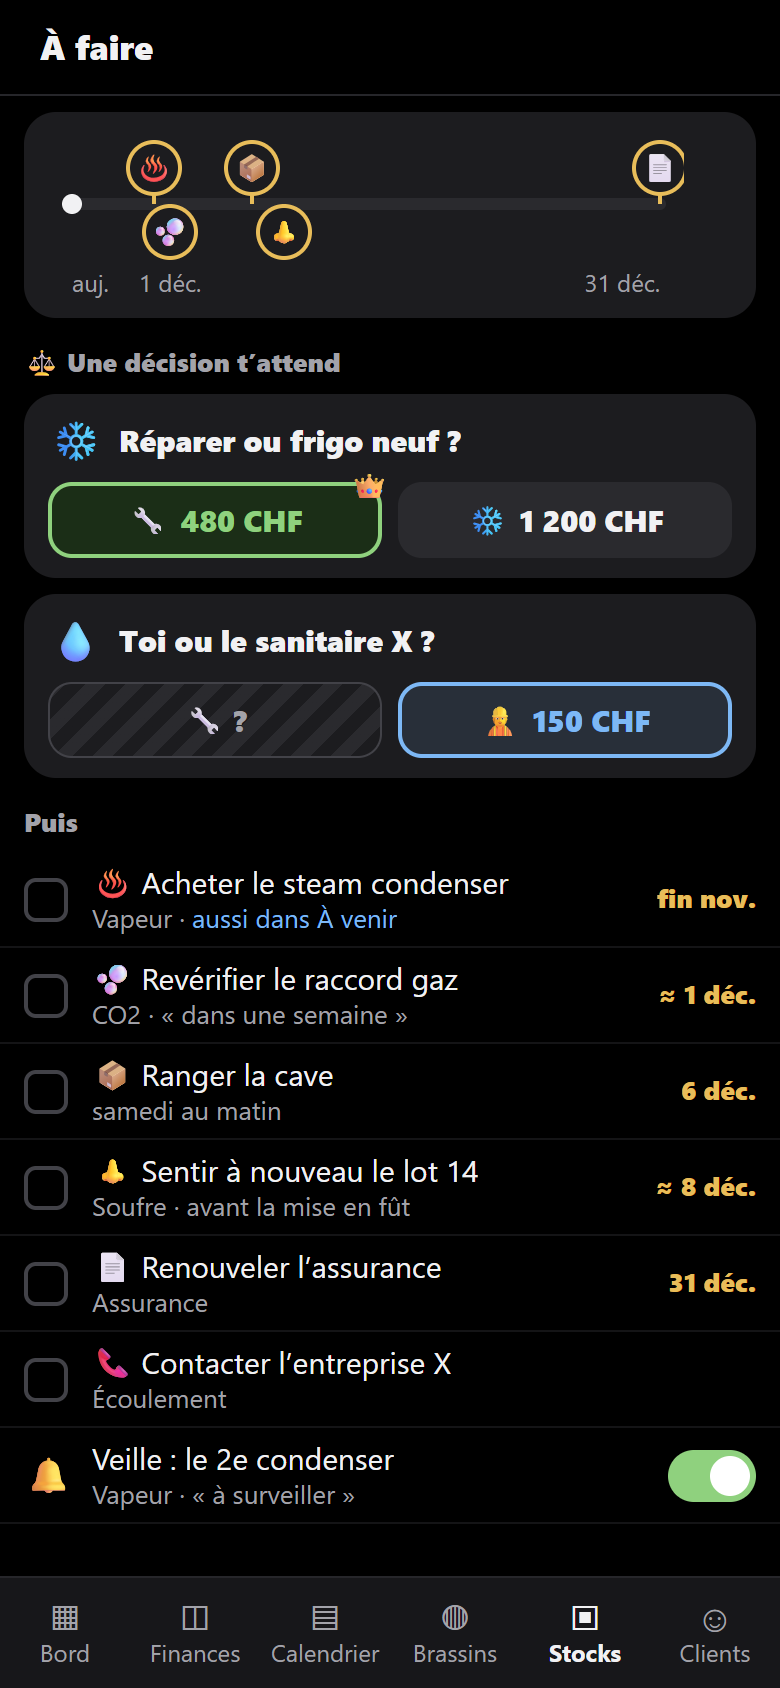 À faire
auj.
1 déc.
31 déc.
Une décision t’attend
Réparer ou frigo neuf ?
480 CHF
1 200 CHF
Toi ou le sanitaire X ?
?
150 CHF
Puis
Acheter le steam condenser
fin nov.
Vapeur · aussi dans À venir
Revérifier le raccord gaz
≈ 1 déc.
CO2 · « dans une semaine »
Ranger la cave
6 déc.
samedi au matin
Sentir à nouveau le lot 14
≈ 8 déc.
Soufre · avant la mise en fût
Renouveler l’assurance
31 déc.
Assurance
Contacter l’entreprise X
Écoulement
Veille : le 2e condenser
Vapeur · « à surveiller »
Bord
Finances
Calendrier
Brassins
Stocks
Clients